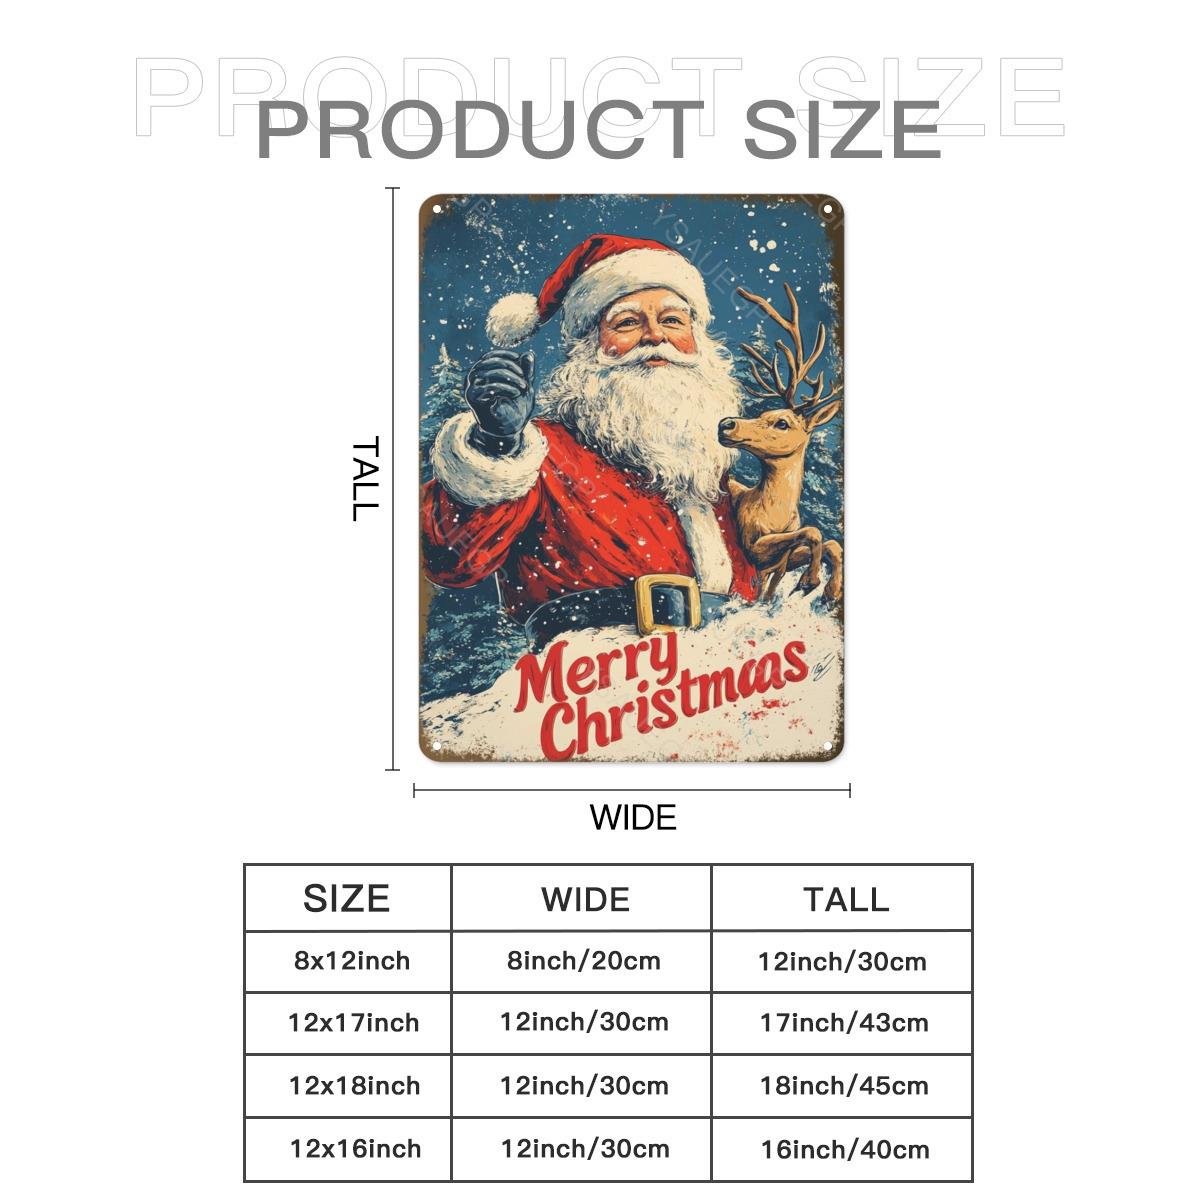 PRODUCT SIZE
PRODUCT SIZE
TALL
YSAUEGP
Merry
Christmaas
WIDE
SIZE WIDE TALL
8x12inch 8inch/20cm 12inch/30cm
12x17inch 12inch/30cm 17inch/43cm
12x18inch 12inch/30cm 18inch/45cm
12x16inch 12inch/30cm 16inch/40cm